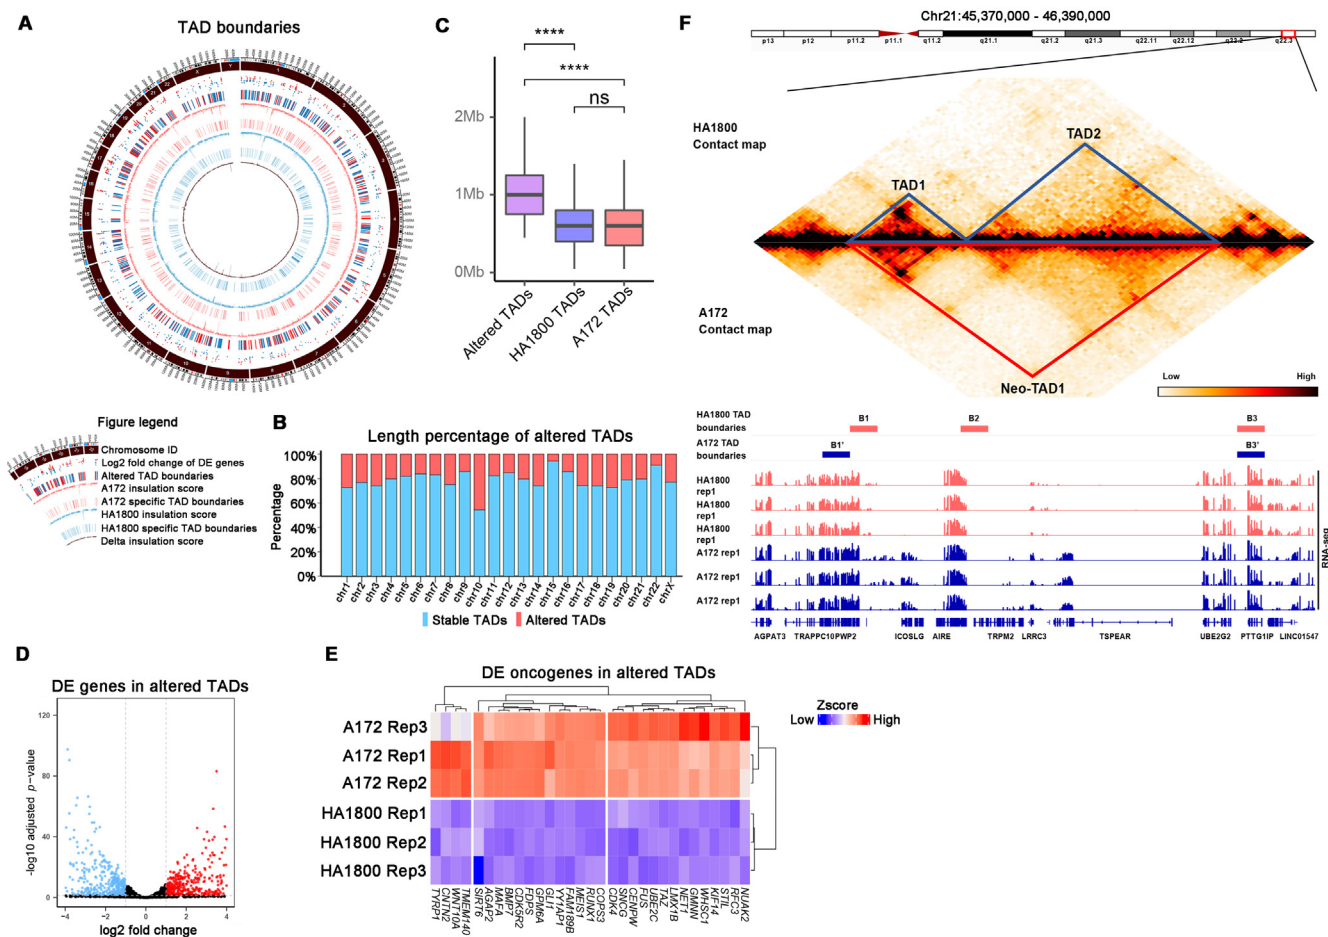 A
TAD boundaries
Figure legend
Chromosome ID
Log2 fold change of DE genes
Altered TAD boundaries
A172 insulation score
A172 specific TAD boundaries
HA1800 insulation score
HA1800 specific TAD boundaries
Delta insulation score
B
Length percentage of altered TADs
Percentage
100%
80%
60%
40%
20%
0%
chr1
chr2
chr3
chr4
chr5
chr6
chr7
chr8
chr9
chr10
chr11
chr12
chr13
chr14
chr15
chr16
chr17
chr18
chr19
chr20
chr21
chr22
chrX
Stable TADs
Altered TADs
C
****
****
ns
2Mb
1Mb
0Mb
Altered TADs
HA1800 TADs
A172 TADs
D
DE genes in altered TADs
-log10 adjusted p-value
120
80
40
0
-4 -2 0 2 4
log2 fold change
E
DE oncogenes in altered TADs
A172 Rep3
A172 Rep1
A172 Rep2
HA1800 Rep1
HA1800 Rep2
HA1800 Rep3
Zscore
Low High
TYRP1
CNTN2
WNT10A
TMEM140
SIRT6
AGAP2
MAFA
BMP7
CDK5R2
FDPS
GPM6A
GLI1
YY1AP1
FAM189B
MEIS1
RUNX1
COPS3
CDK4
SNCG
CENPW
FUS
UBE2C
TAZ
LMX1B
NET1
GMNN
WHSC1
KIF14
STIL
RFC3
NUAK2
F
Chr21:45,370,000 - 46,390,000
p13 p12 p11.2 p11.1 q11.2 q21.1 q21.2 q21.3 q22.11 q22.12 q22.2 q22.3
HA1800
Contact map
TAD1
TAD2
A172
Contact map
Neo-TAD1
Low High
HA1800 TAD
boundaries
B1 B2 B3
A172 TAD
boundaries
B1' B3'
HA1800
rep1
HA1800
rep1
HA1800
rep1
A172 rep1
A172 rep1
A172 rep1
RNA-seq
AGPAT3 TRAPPC10PWP2 ICOSLG AIRE TRPM2 LRRC3 TSPEAR UBE2G2 PTTG1IP LINC01547